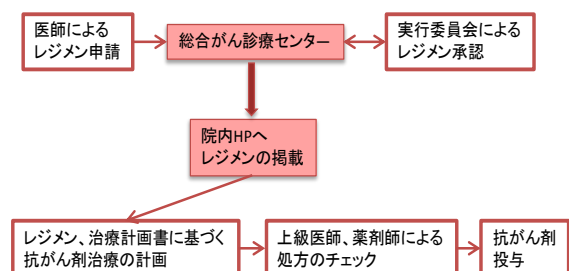 医師による
レジメン申請
総合がん診療センター
実行委員会による
レジメン承認
院内HPへ
レジメンの掲載
レジメン、治療計画書に基づく
抗がん剤治療の計画
上級医師、薬剤師による
処方のチェック
抗がん剤
投与